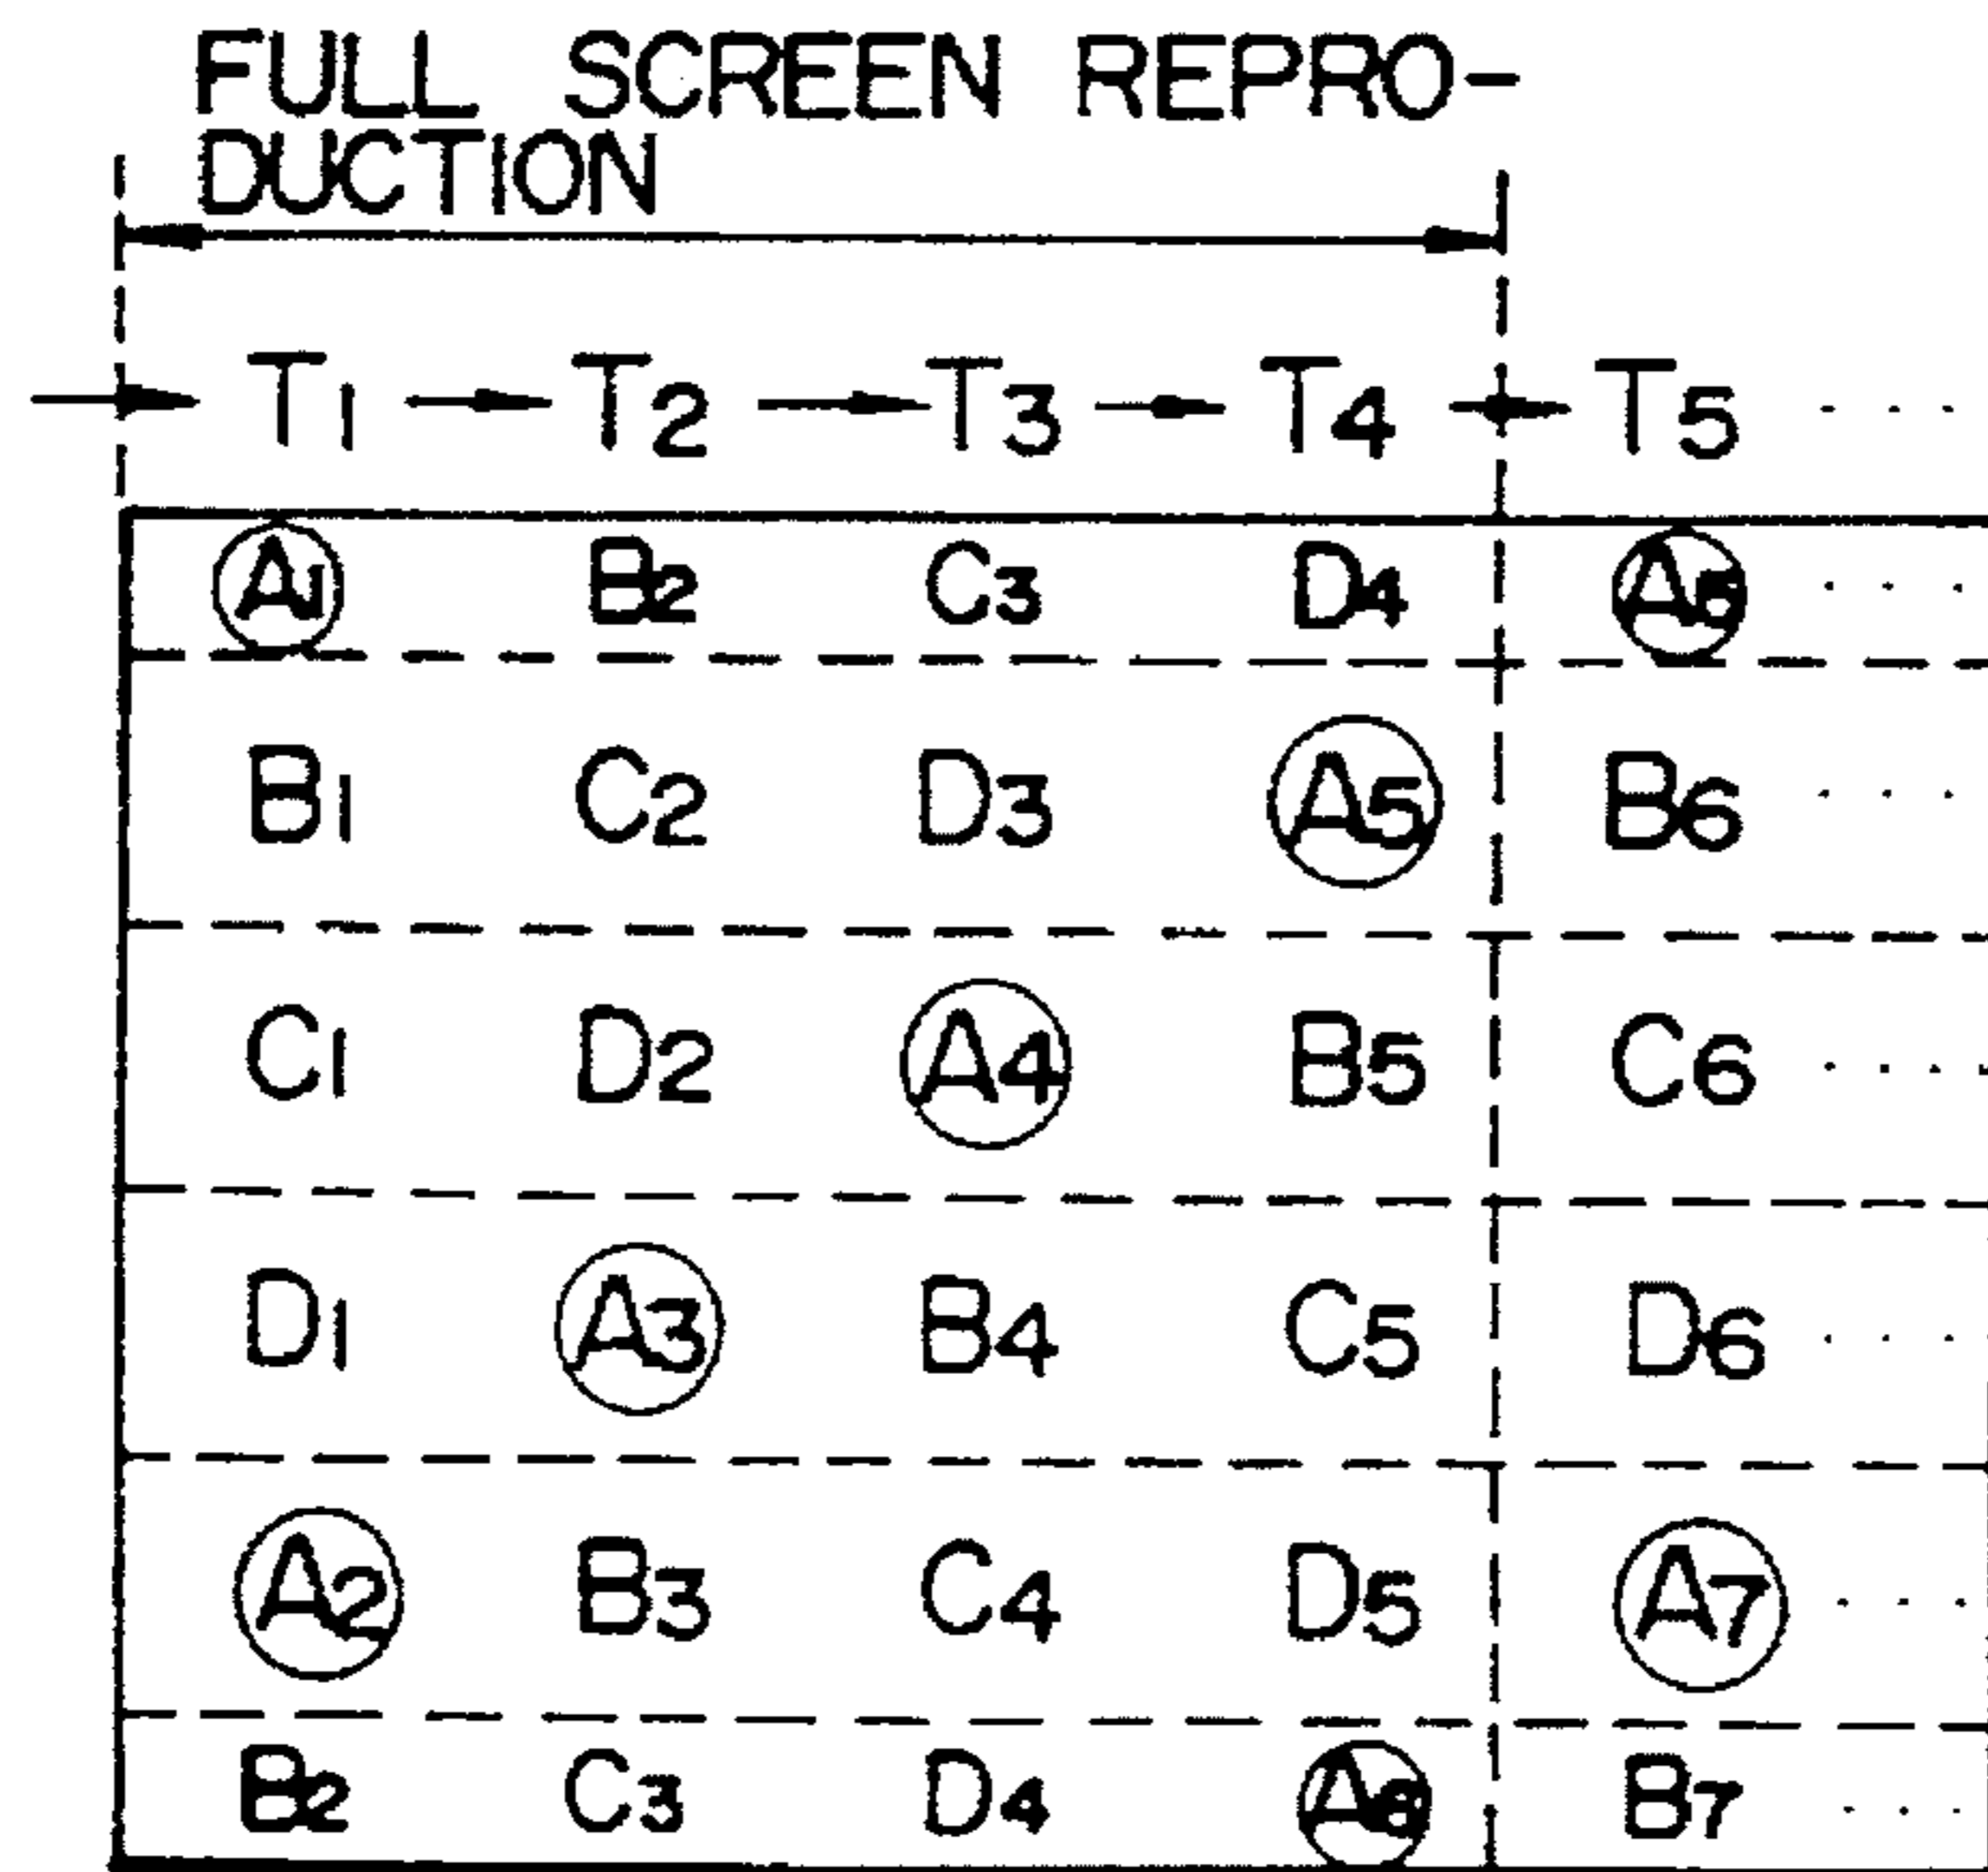 FULL SCREEN REPRO-
DUCTION
T1 T2 T3 T4 T5 ...
A1 B2 C3 D4 A6 ...
B1 C2 D3 A5 B6 ...
C1 D2 A4 B5 C6 ....
D1 A3 B4 C5 D6 ...
A2 B3 C4 D5 A7 ...
B2 C3 D4 A6 B7 ...